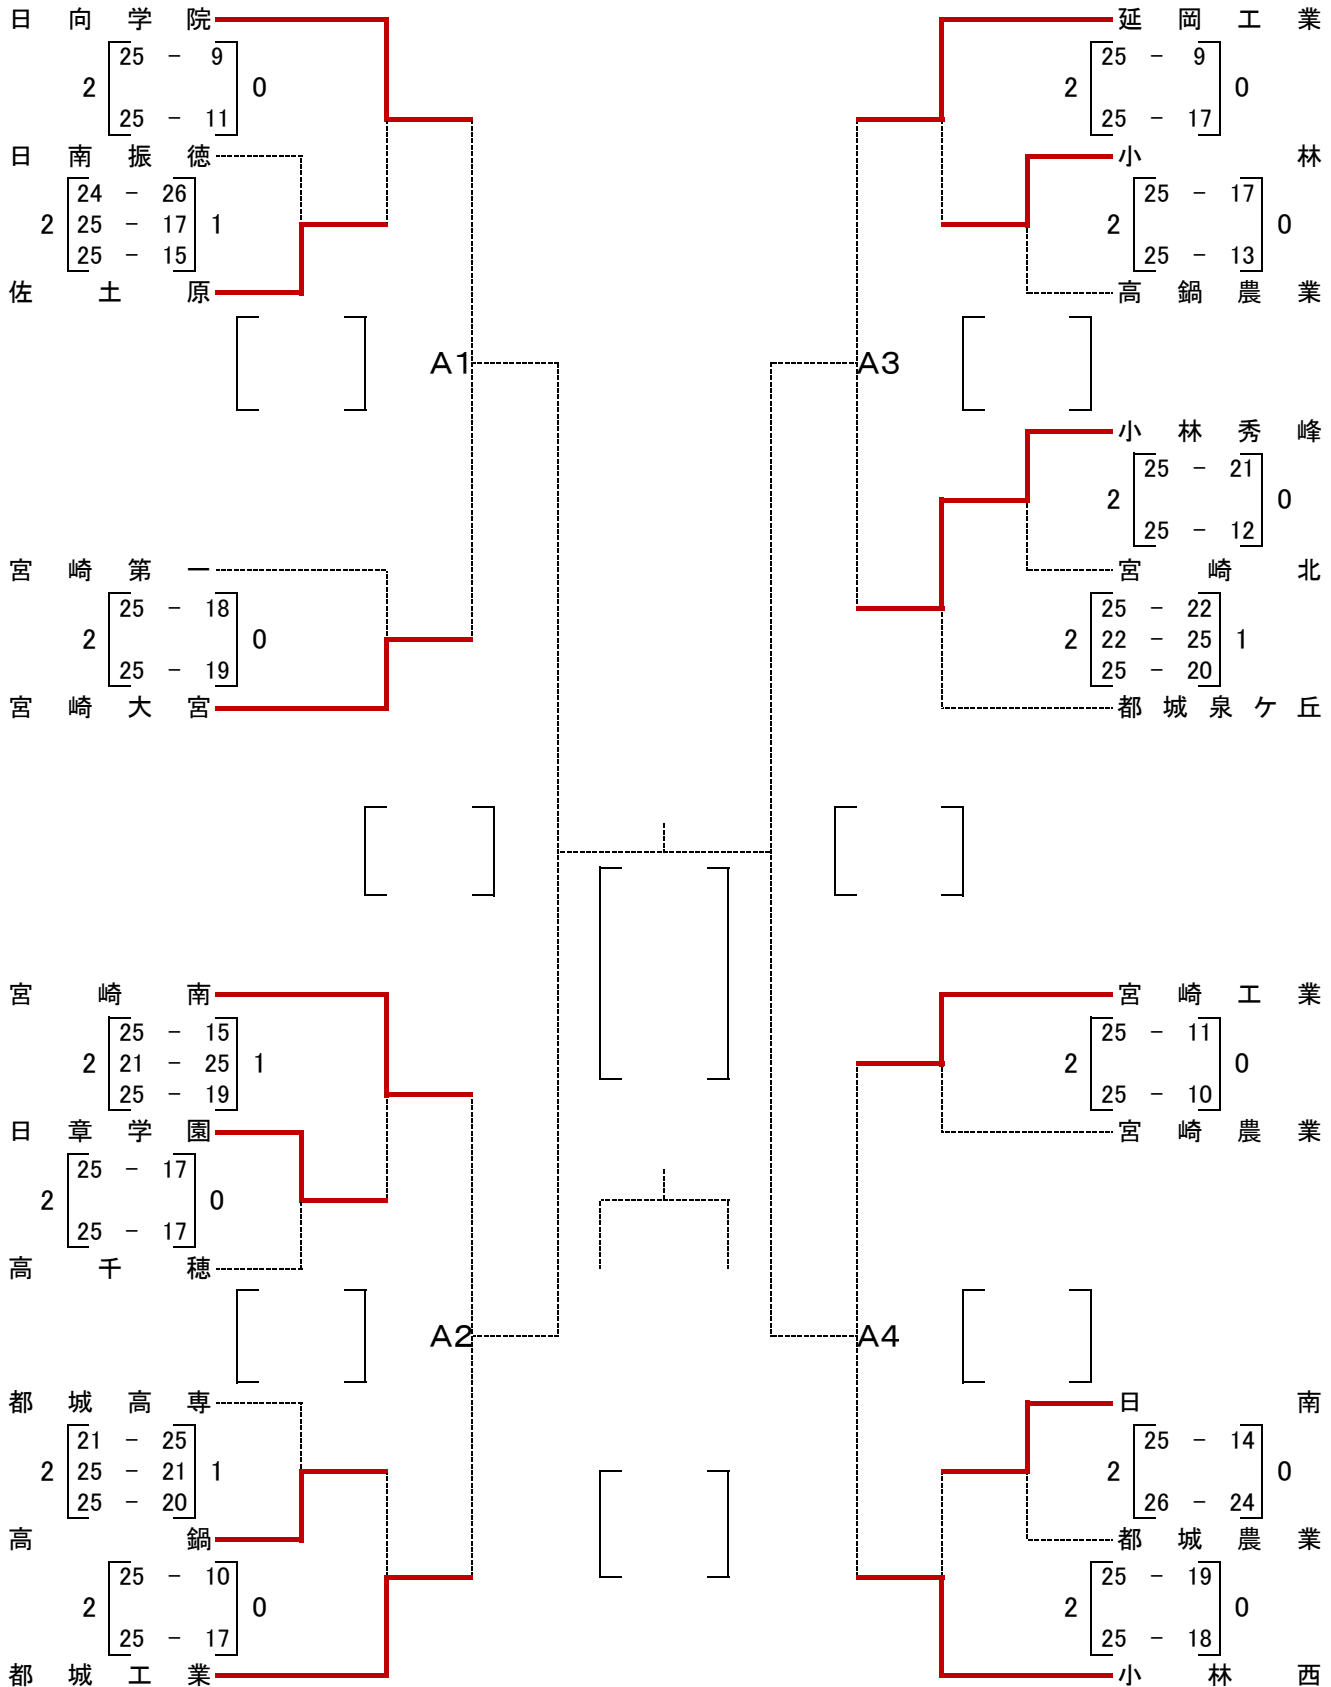 日向学院
25 － 9
2 0
25 － 11
日南振徳
24 － 26
2 25 － 17 1
25 － 15
佐土原
A1
宮崎第一
25 － 18
2 0
25 － 19
宮崎大宮
宮崎南
25 － 15
2 21 － 25 1
25 － 19
日章学園
25 － 17
2 0
25 － 17
高千穂
A2
都城高専
21 － 25
2 25 － 21 1
25 － 20
高鍋
25 － 10
2 0
25 － 17
都城工業
延岡工業
25 － 9
2 0
25 － 17
小林
25 － 17
2 0
25 － 13
高鍋農業
A3
小林秀峰
25 － 21
2 0
25 － 12
宮崎北
25 － 22
2 22 － 25 1
25 － 20
都城泉ケ丘
宮崎工業
25 － 11
2 0
25 － 10
宮崎農業
A4
日南
25 － 14
2 0
26 － 24
都城農業
25 － 19
2 0
25 － 18
小林西